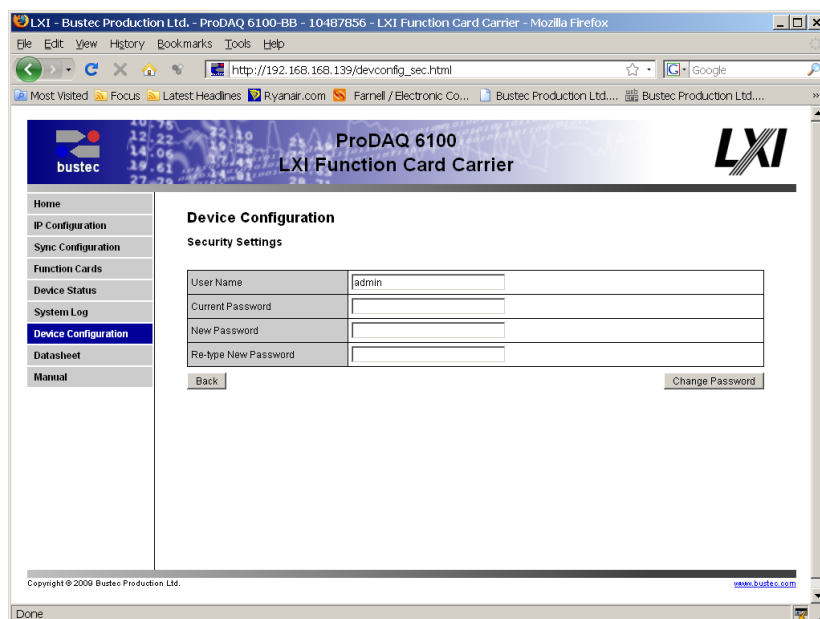 LXI - Bustec Production Ltd. - ProDAQ 6100-BB - 10487856 - LXI Function Card Carrier - Mozilla Firefox
File Edit View History Bookmarks Tools Help
http://192.168.168.139/devconfig_sec.html
G Google
Most Visited Focus Latest Headlines Ryanair.com Farnell / Electronic Co... Bustec Production Ltd.... Bustec Production Ltd.... »
bustec
ProDAQ 6100
LXI Function Card Carrier
LXI
Home
IP Configuration
Sync Configuration
Function Cards
Device Status
System Log
Device Configuration
Datasheet
Manual
Device Configuration
Security Settings
User Name admin
Current Password
New Password
Re-type New Password
Back Change Password
Copyright © 2009 Bustec Production Ltd. www.bustec.com
Done